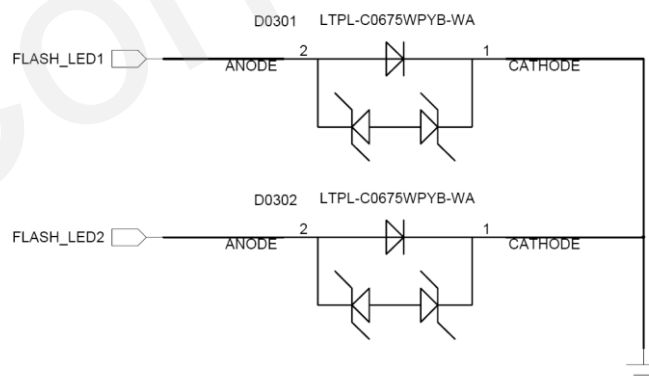 D0301 LTPL-C0675WPYB-WA
FLASH_LED1 ANODE 2 1 CATHODE
D0302 LTPL-C0675WPYB-WA
FLASH_LED2 ANODE 2 1 CATHODE